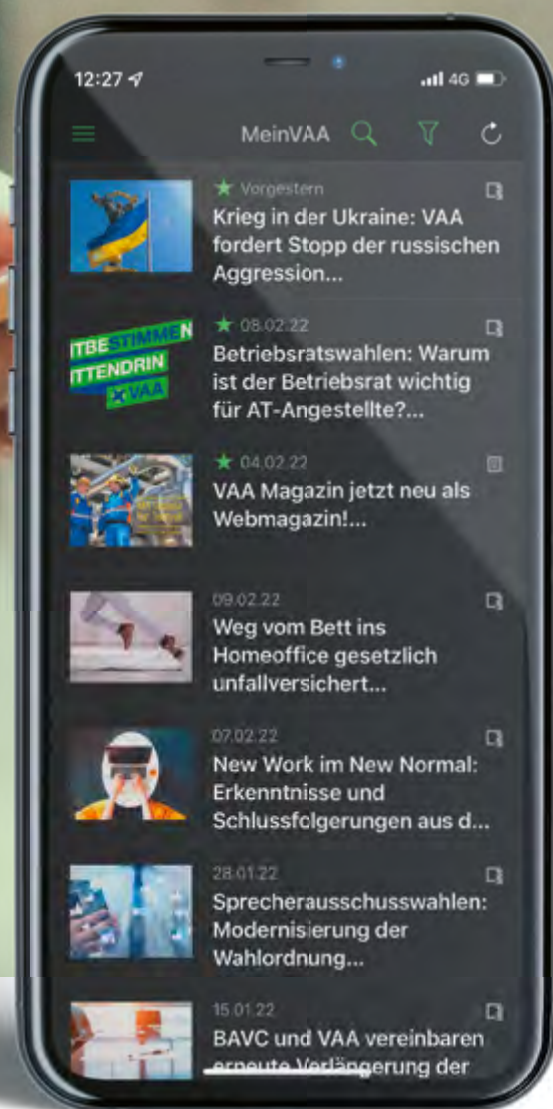 12:27
4G
MeinVAA
Vorgestern
Krieg in der Ukraine: VAA
fordert Stopp der russischen
Aggression...
ITBESTIMMEN
ITTENDRIN
VAA
08.02.22
Betriebsratswahlen: Warum
ist der Betriebsrat wichtig
für AT-Angestellte?...
04.02.22
VAA Magazin jetzt neu als
Webmagazin!...
09.02.22
Weg vom Bett ins
Homeoffice gesetzlich
unfallversichert...
07.02.22
New Work im New Normal:
Erkenntnisse und
Schlussfolgerungen aus d...
28.01.22
Sprecherausschusswahlen:
Modernisierung der
Wahlordnung...
15.01.22
BAVC und VAA vereinbaren
erneute Verlängerung der